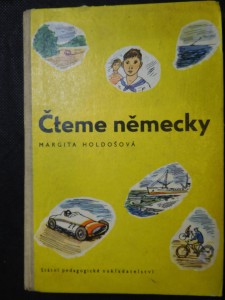 Čteme německy
MARGITA HOLDOŠOVÁ
Státní pedagogické nakladatelství